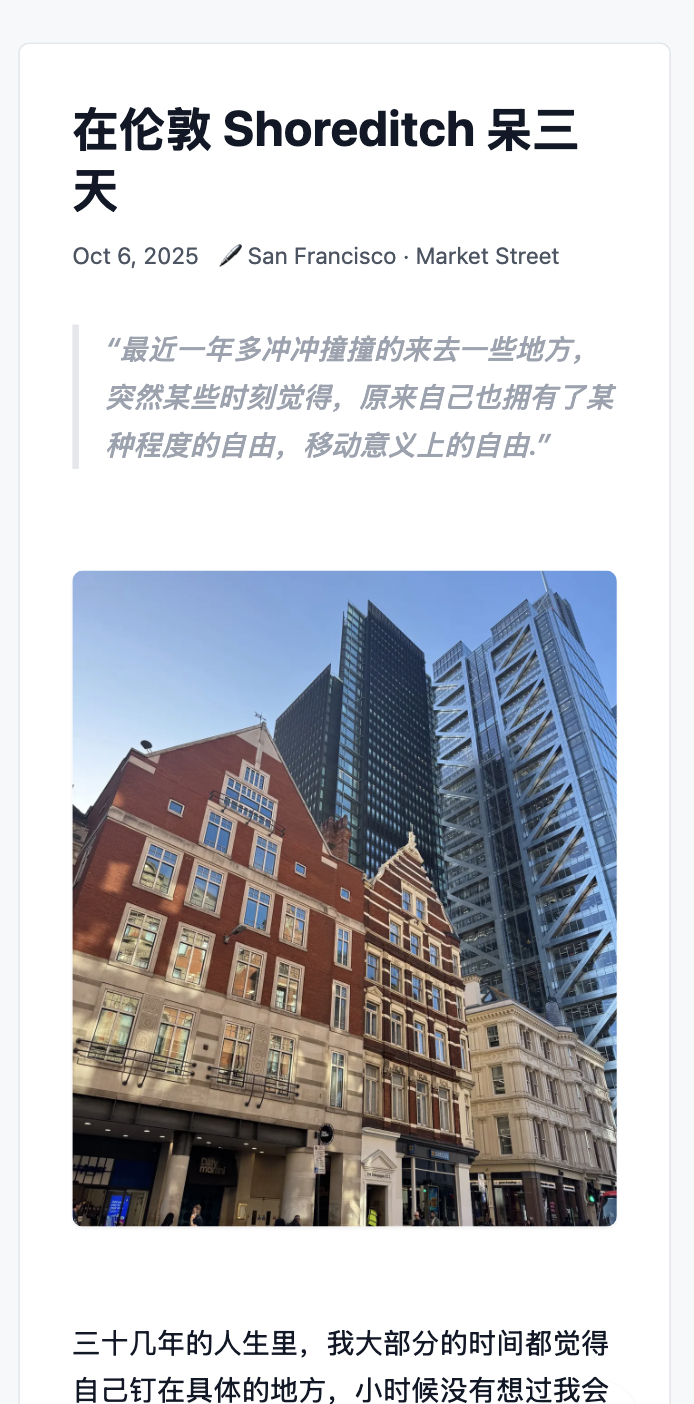 在伦敦 Shoreditch 呆三
天
Oct 6, 2025 San Francisco · Market Street
“最近一年多冲冲撞撞的来去一些地方，
突然某些时刻觉得，原来自己也拥有了某
种程度的自由，移动意义上的自由.”
dirty
martini
三十几年的人生里，我大部分的时间都觉得
自己钉在具体的地方，小时候没有想过我会